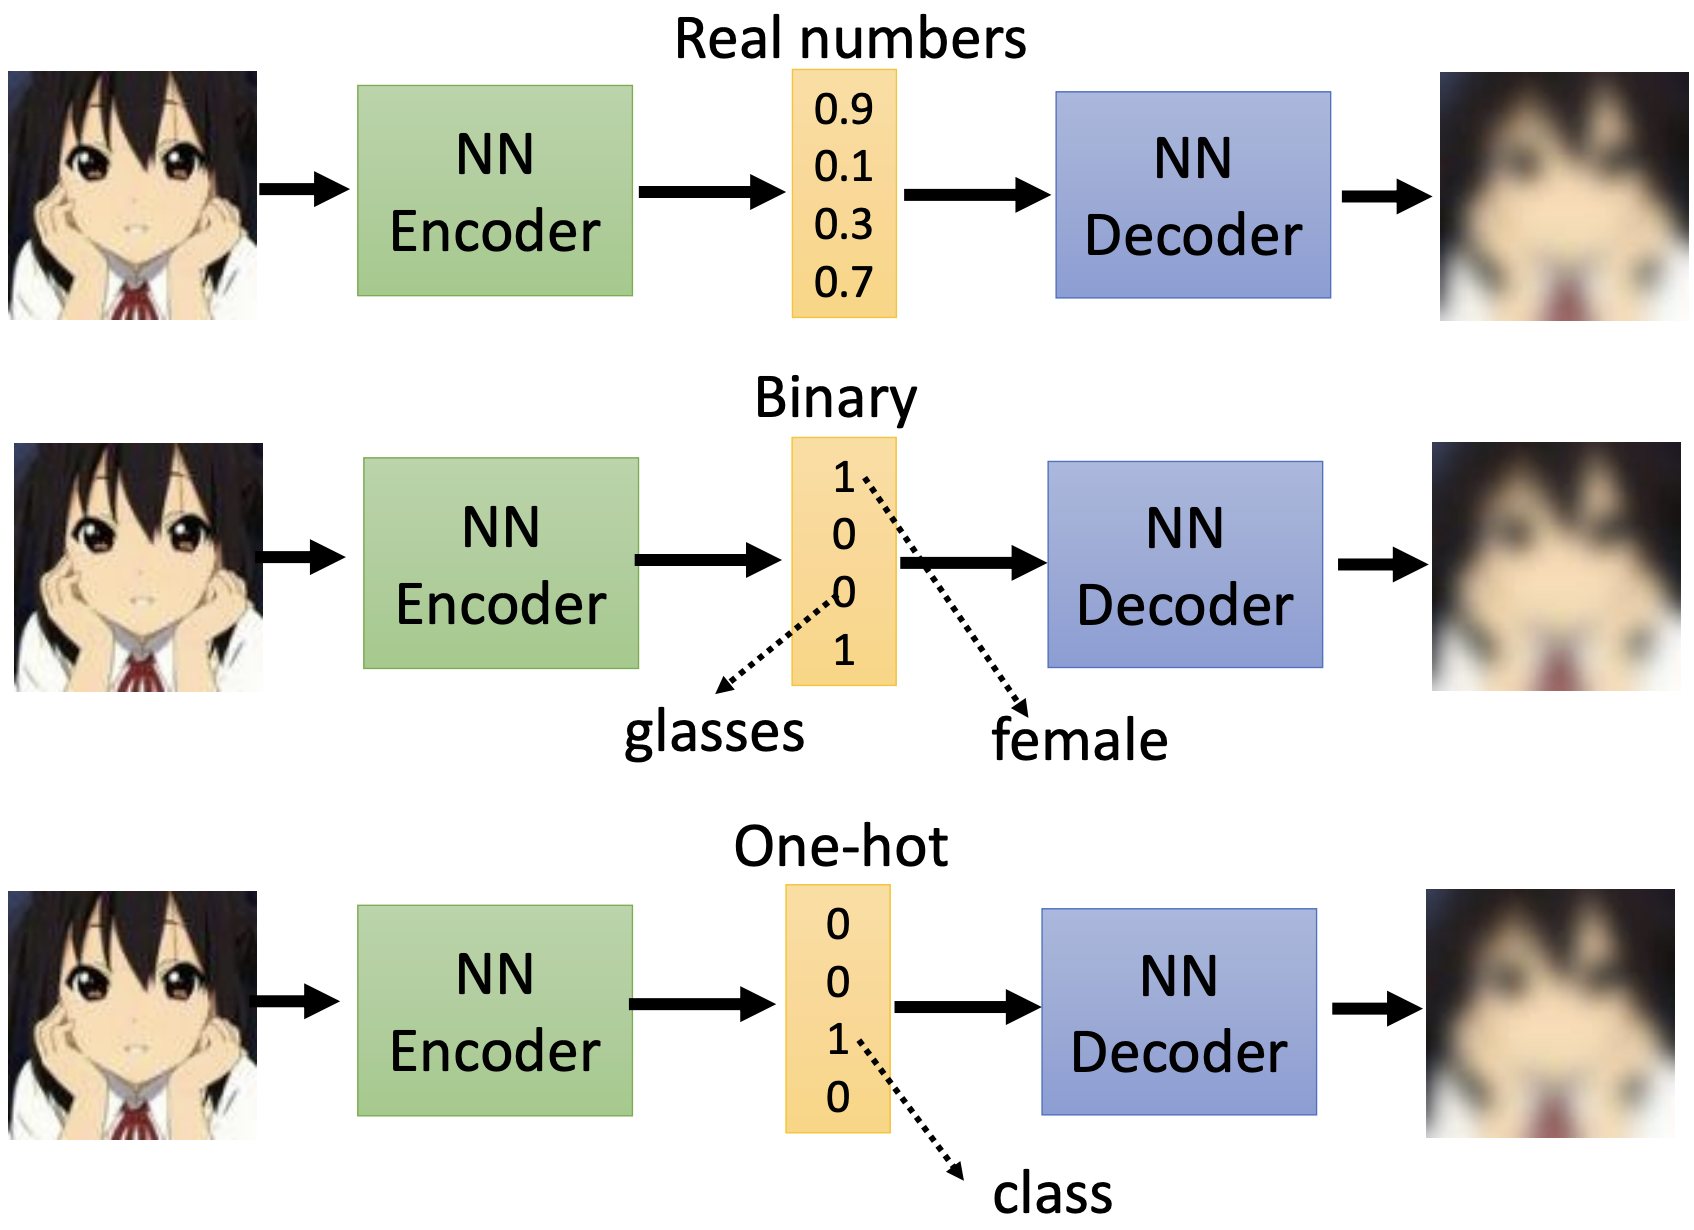 Real numbers
NN
Encoder
0.9
0.1
0.3
0.7
NN
Decoder
Binary
NN
Encoder
1
0
0
1
NN
Decoder
glasses
female
One-hot
NN
Encoder
0
0
1
0
NN
Decoder
class